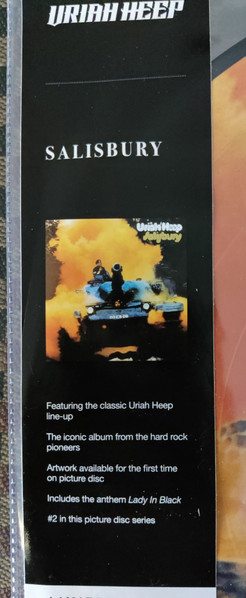 URIAH HEEP
SALISBURY
Uriah Heep
Salisbury
Featuring the classic Uriah Heep
line-up
The iconic album from the hard rock
pioneers
Artwork available for the first time
on picture disc
Includes the anthem Lady In Black
#2 in this picture disc series